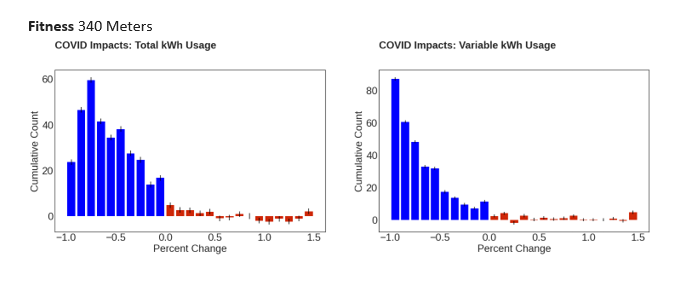 Fitness 340 Meters
COVID Impacts: Total kWh Usage
COVID Impacts: Variable kWh Usage
Cumulative Count
60
40
20
0
−1.0 −0.5 0.0 0.5 1.0 1.5
Percent Change
Cumulative Count
80
60
40
20
0
−1.0 −0.5 0.0 0.5 1.0 1.5
Percent Change